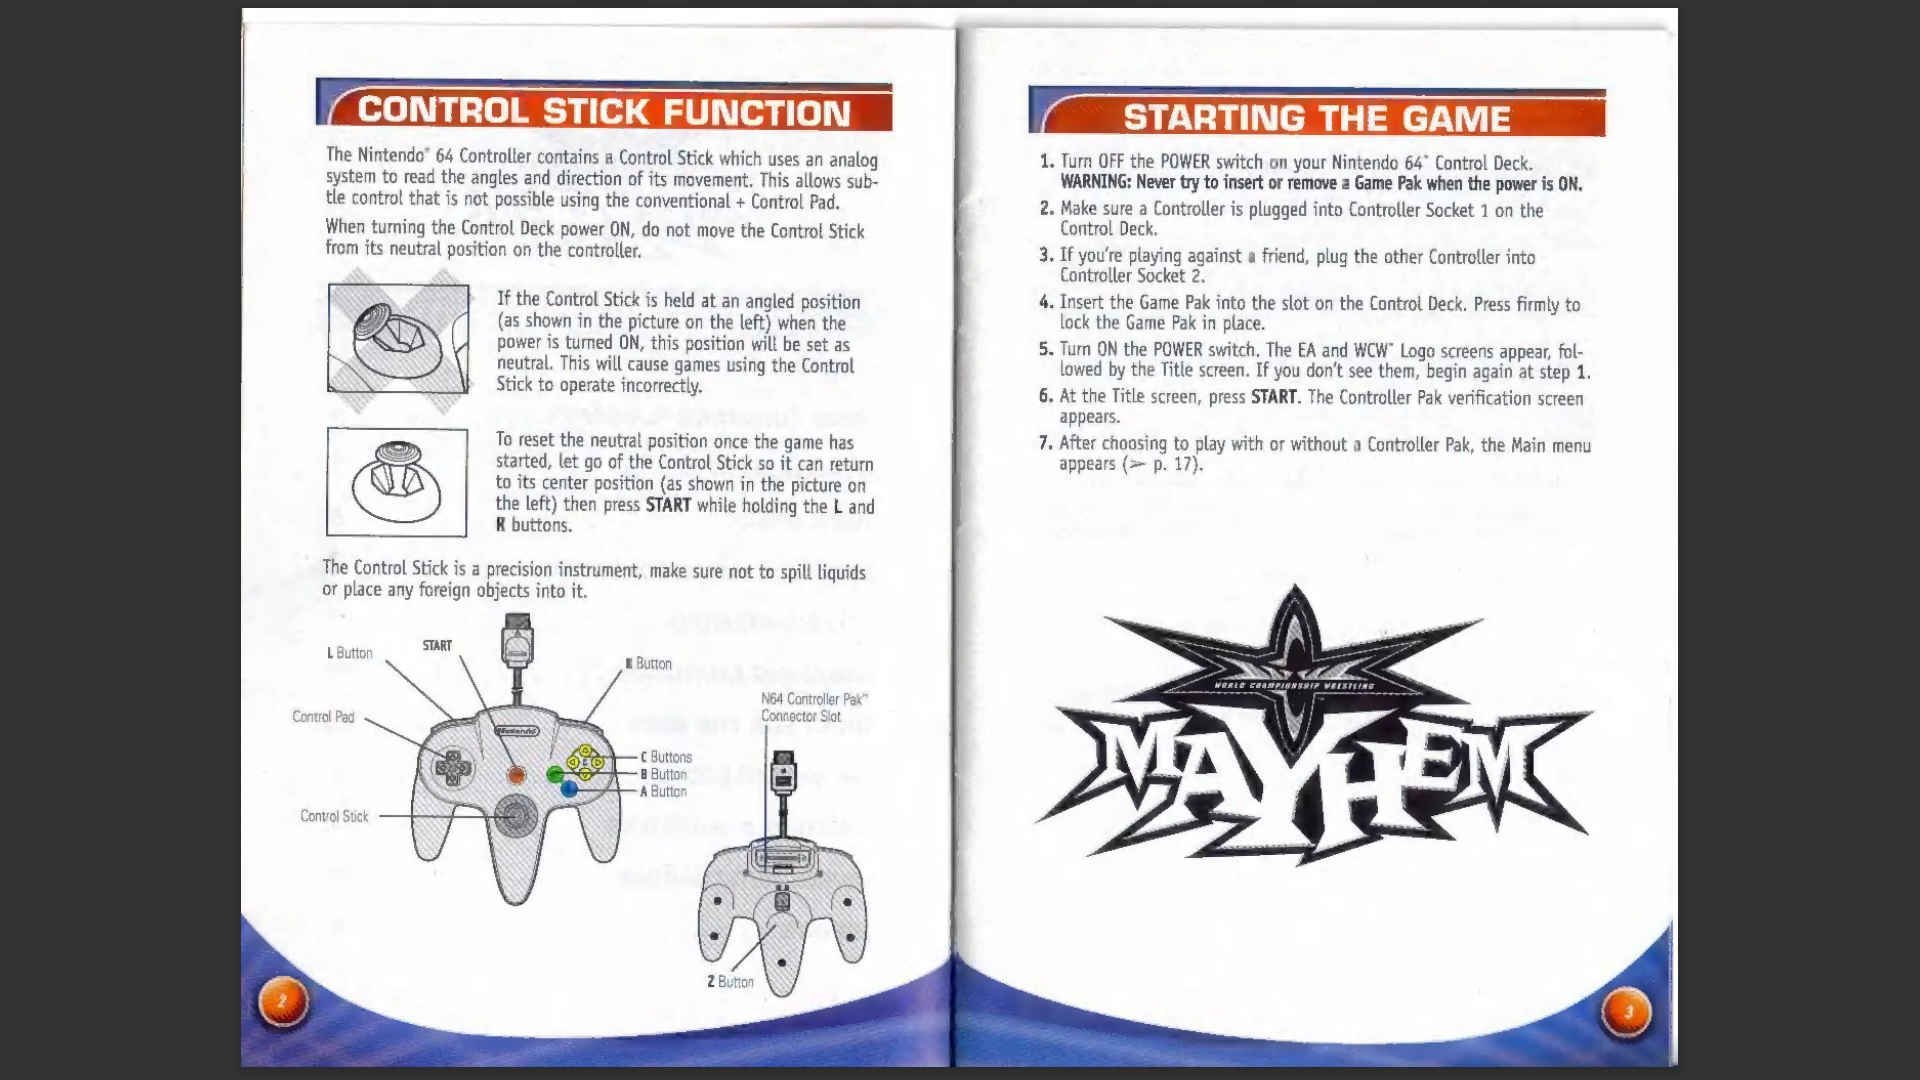 CONTROL STICK FUNCTION
The Nintendo® 64 Controller contains a Control Stick which uses an analog
system to read the angles and direction of its movement. This allows sub-
tle control that is not possible using the conventional + Control Pad.
When turning the Control Deck power ON, do not move the Control Stick
from its neutral position on the controller.
If the Control Stick is held at an angled position
(as shown in the picture on the left) when the
power is turned ON, this position will be set as
neutral. This will cause games using the Control
Stick to operate incorrectly.
To reset the neutral position once the game has
started, let go of the Control Stick so it can return
to its center position (as shown in the picture on
the left) then press START while holding the L and
R buttons.
The Control Stick is a precision instrument, make sure not to spill liquids
or place any foreign objects into it.
START
L Button
R Button
N64 Controller Pak™
Connector Slot
Control Pad
Nintendo
C Buttons
B Button
A Button
Control Stick
Z Button
2
STARTING THE GAME
1. Turn OFF the POWER switch on your Nintendo 64® Control Deck.
WARNING: Never try to insert or remove a Game Pak when the power is ON.
2. Make sure a Controller is plugged into Controller Socket 1 on the
Control Deck.
3. If you're playing against a friend, plug the other Controller into
Controller Socket 2.
4. Insert the Game Pak into the slot on the Control Deck. Press firmly to
lock the Game Pak in place.
5. Turn ON the POWER switch. The EA and WCW™ Logo screens appear, fol-
lowed by the Title screen. If you don't see them, begin again at step 1.
6. At the Title screen, press START. The Controller Pak verification screen
appears.
7. After choosing to play with or without a Controller Pak, the Main menu
appears (➢ p. 17).
WORLD CHAMPIONSHIP WRESTLING
MAYHEM
3